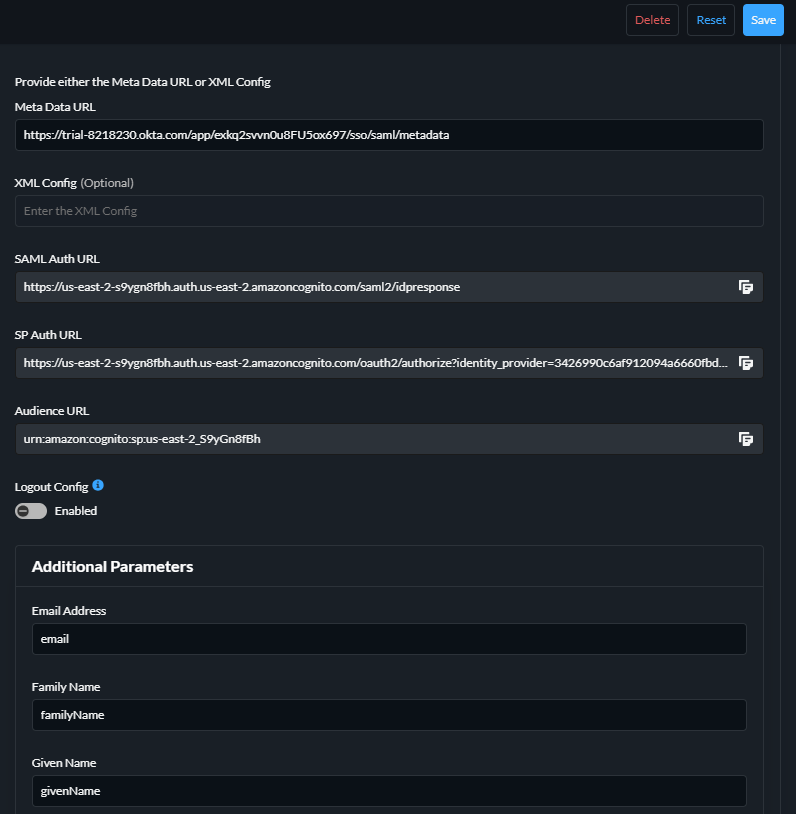 Delete Reset Save
Provide either the Meta Data URL or XML Config
Meta Data URL
https://trial-8218230.okta.com/app/exkq2svvn0u8FU5ox697/sso/saml/metadata
XML Config (Optional)
Enter the XML Config
SAML Auth URL
https://us-east-2-s9ygn8fbh.auth.us-east-2.amazoncognito.com/saml2/idpresponse
SP Auth URL
https://us-east-2-s9ygn8fbh.auth.us-east-2.amazoncognito.com/oauth2/authorize?identity_provider=3426990c6af912094a6660fbd...
Audience URL
urn:amazon:cognito:sp:us-east-2_S9yGn8fBh
Logout Config
Enabled
Additional Parameters
Email Address
email
Family Name
familyName
Given Name
givenName